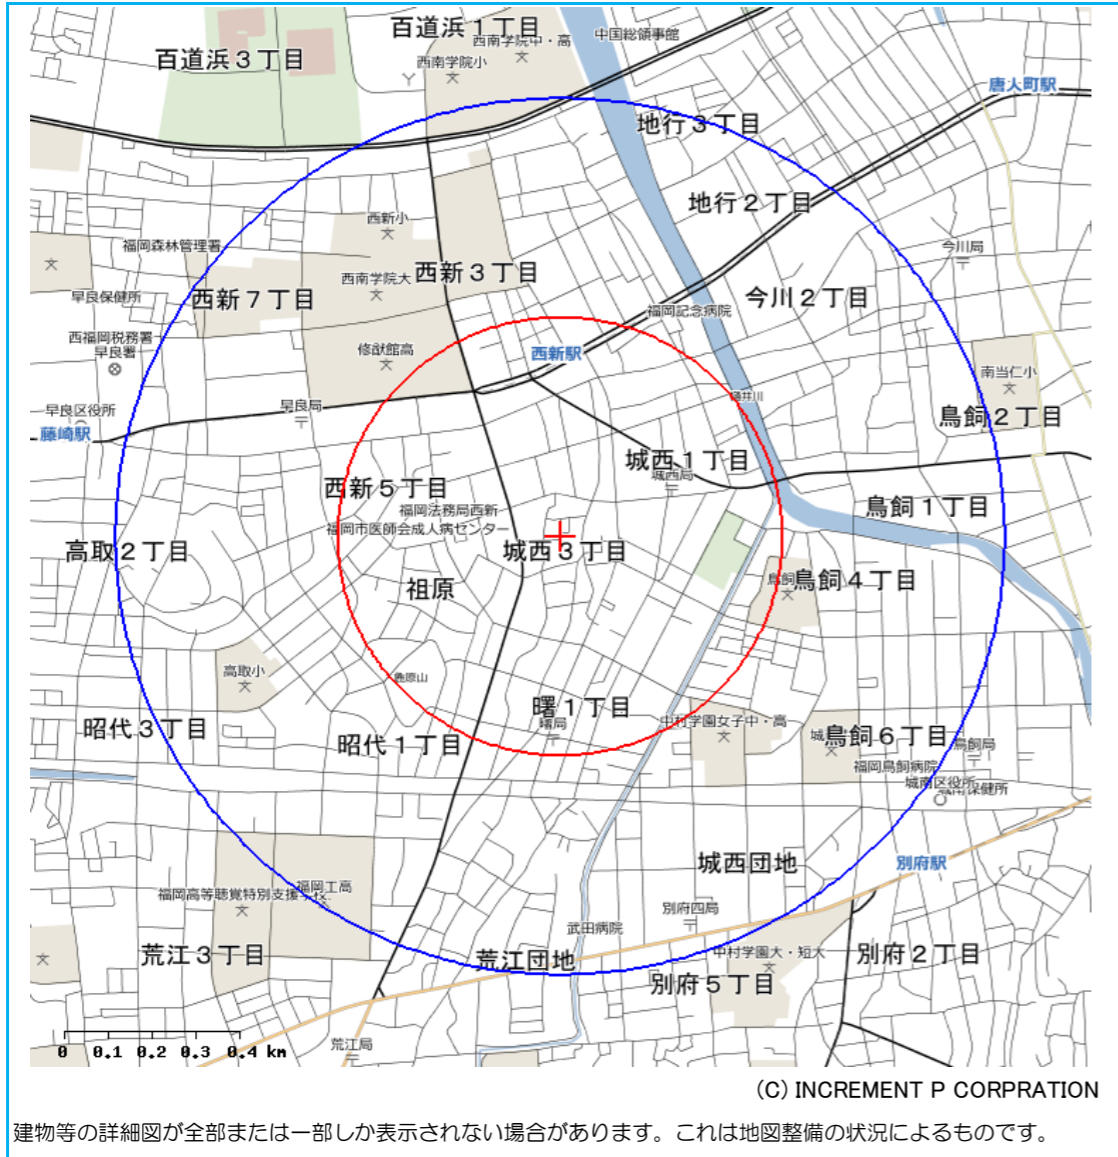 百道浜1丁目
西南学院中・高
中国総領事館
百道浜3丁目
西南学院小
唐人町駅
地行3丁目
地行2丁目
西新小
福岡森林管理署
今川局
西南学院大
西新3丁目
西新7丁目
早良保健所
今川2丁目
福岡記念病院
西福岡税務署
早良署
修猷館高
西新駅
南当仁小
樋井川
早良局
早良区役所
藤崎駅
鳥飼2丁目
城西1丁目
城西局
西新5丁目
福岡法務局西新
鳥飼1丁目
福岡市医師会成人病センター
高取2丁目
城西3丁目
鳥飼
鳥飼4丁目
祖原
高取小
曙1丁目
曙局
中村学園女子中・高
昭代3丁目
昭代1丁目
城
鳥飼6丁目
鳥飼局
福岡鳥飼病院
城南区役所
城南保健所
城西団地
別府駅
福岡工高
福岡高等聴覚特別支援学校
別府四局
武田病院
荒江3丁目
荒江団地
中村学園大・短大
別府2丁目
別府5丁目
荒江局
0 0.1 0.2 0.3 0.4 km
(C) INCREMENT P CORPRATION
建物等の詳細図が全部または一部しか表示されない場合があります。これは地図整備の状況によるものです。